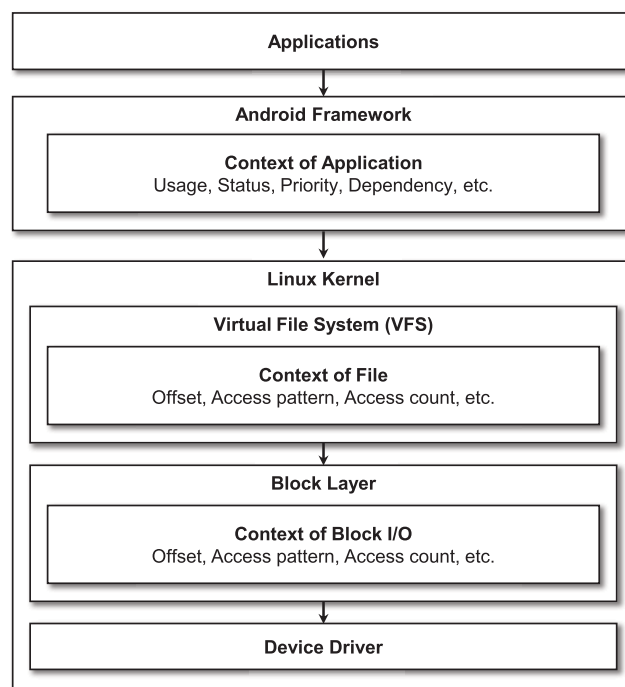 Applications
Android Framework
Context of Application
Usage, Status, Priority, Dependency, etc.
Linux Kernel
Virtual File System (VFS)
Context of File
Offset, Access pattern, Access count, etc.
Block Layer
Context of Block I/O
Offset, Access pattern, Access count, etc.
Device Driver